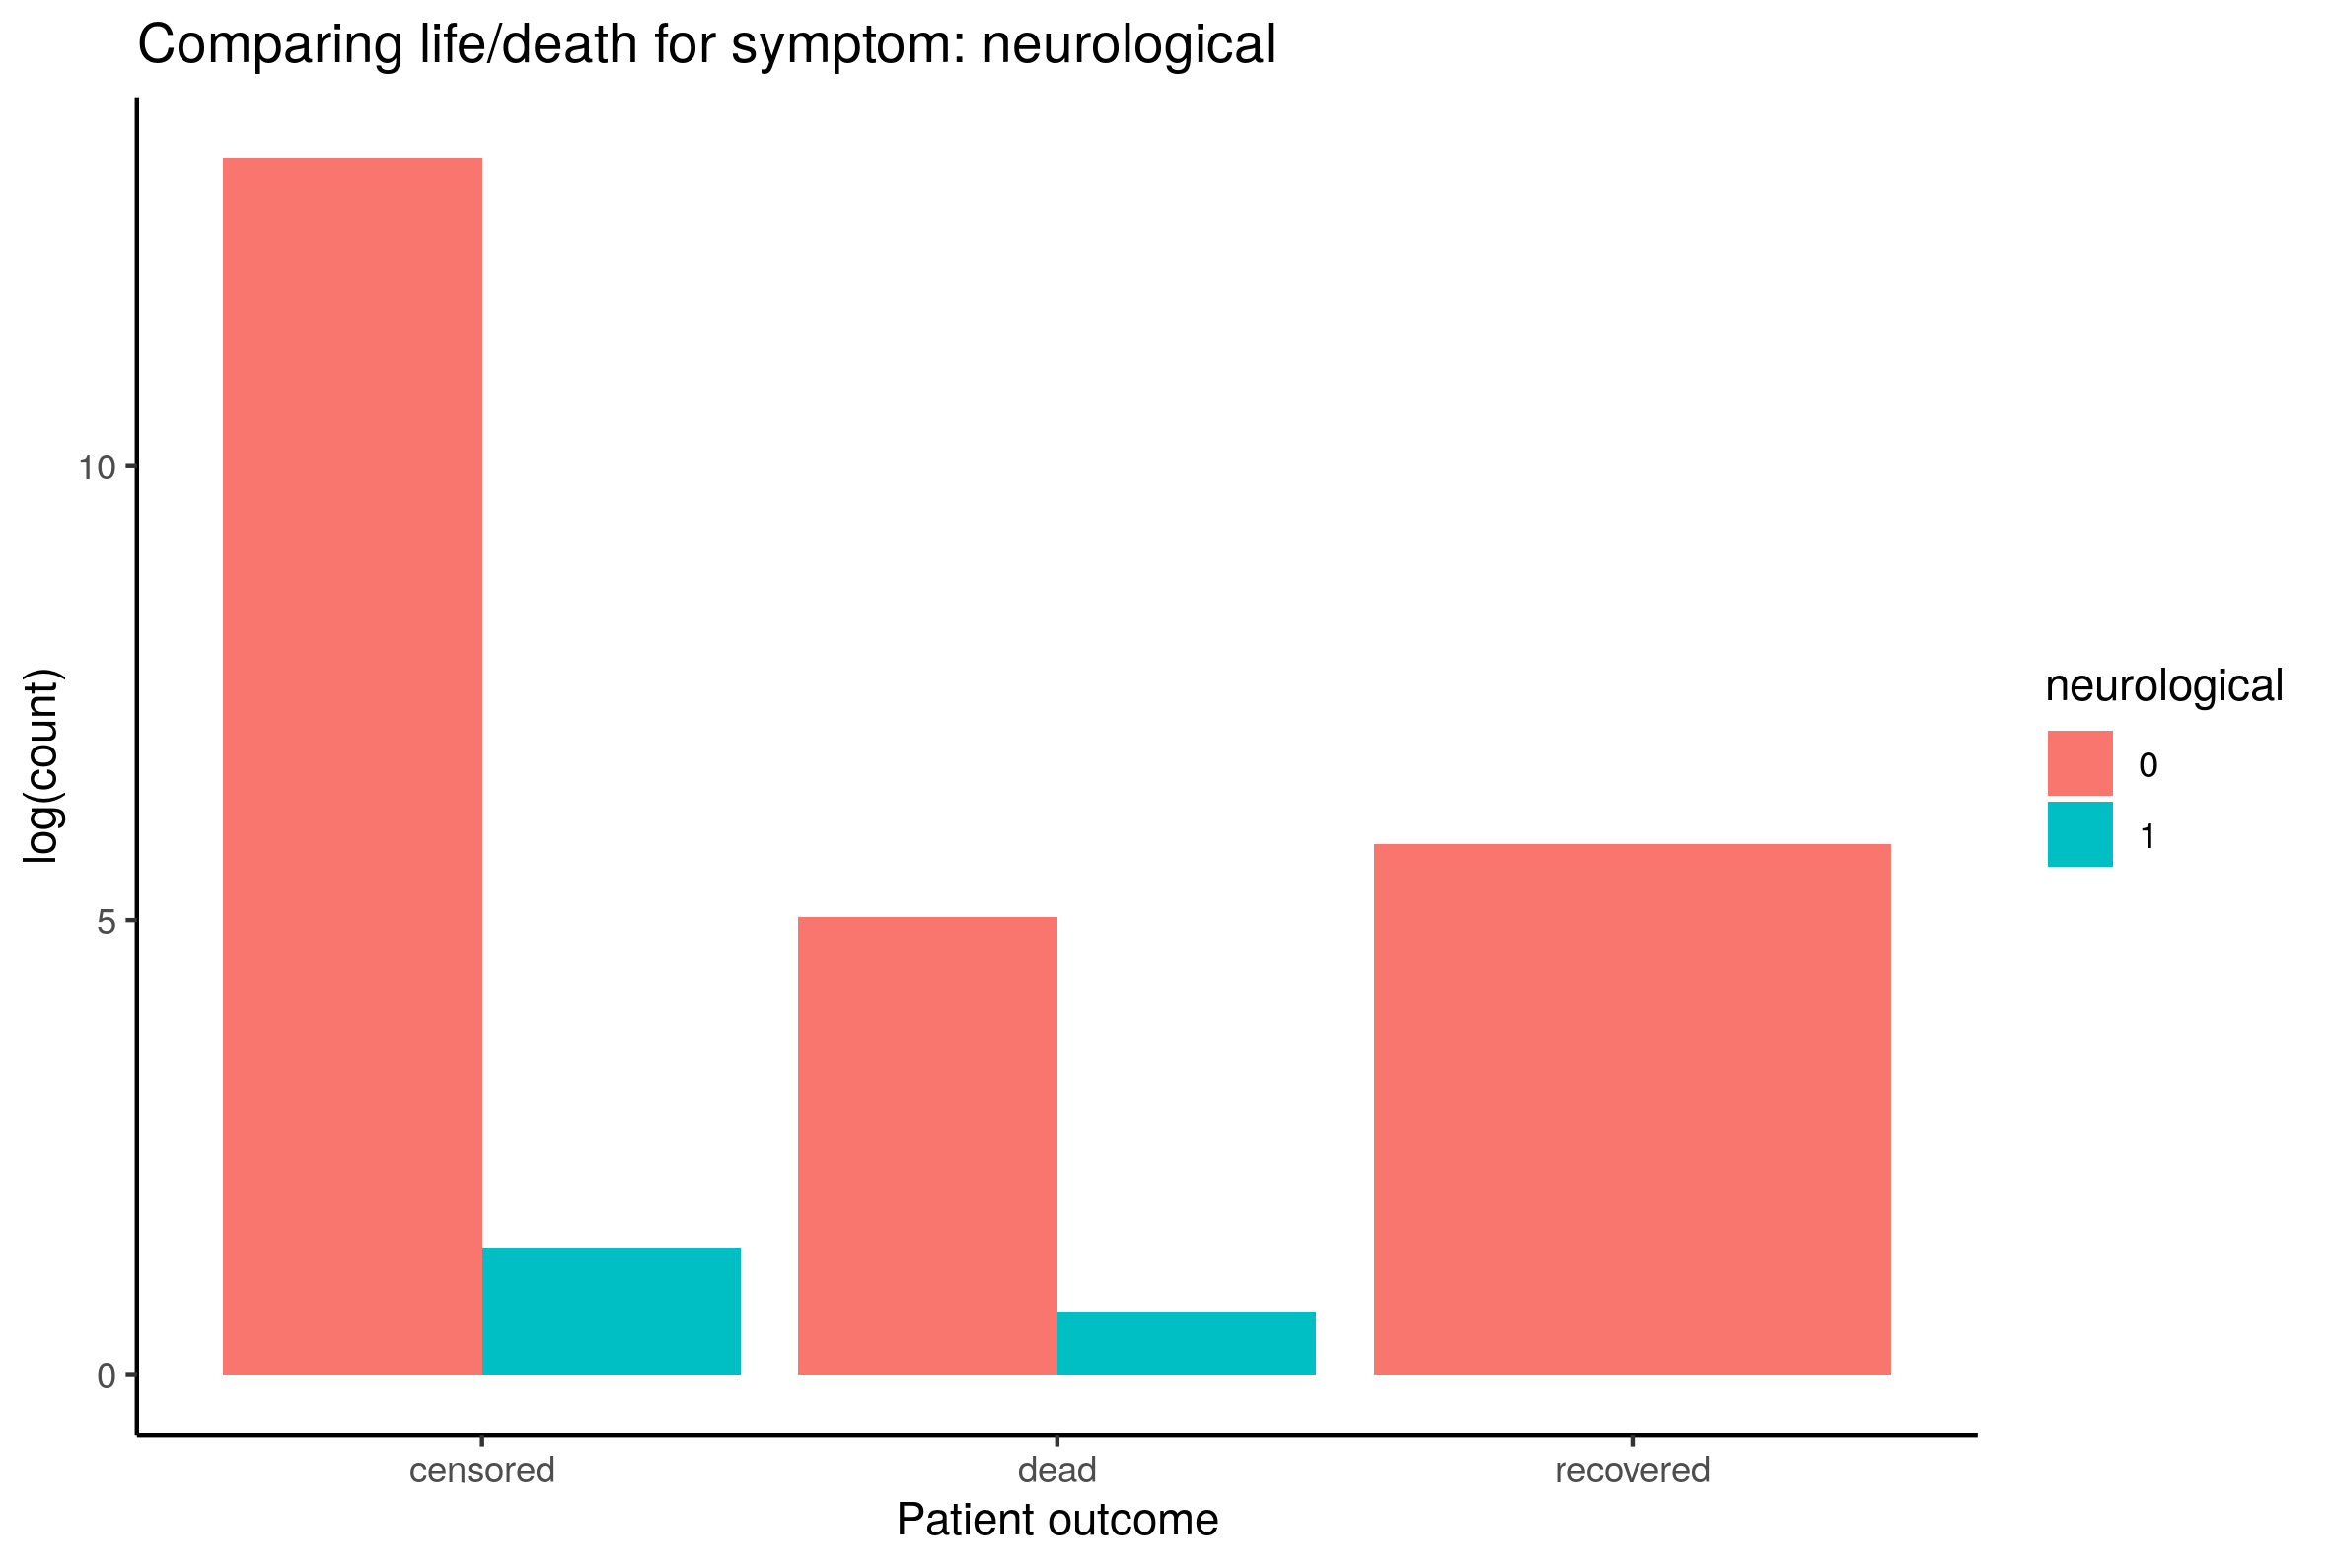 Comparing life/death for symptom: neurological
log(count)
10
5
0
censored
dead
recovered
Patient outcome
neurological
0
1